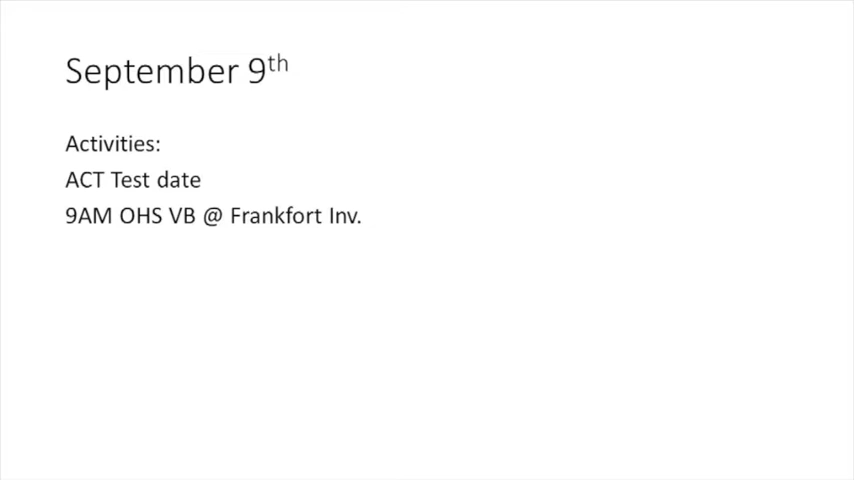 September 9th
Activities:
ACT Test date
9AM OHS VB @ Frankfort Inv.